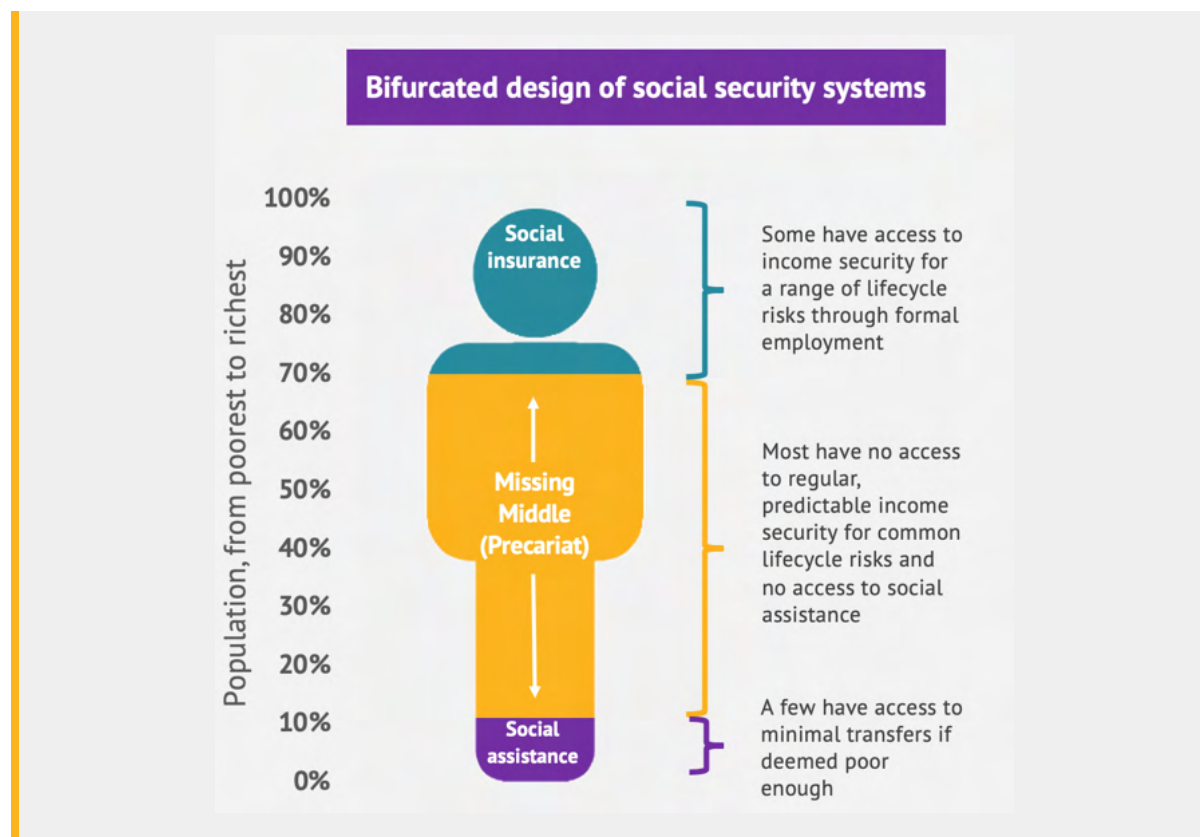 Bifurcated design of social security systems
Population, from poorest to richest
100%
90%
80%
70%
60%
50%
40%
30%
20%
10%
0%
Social
insurance
Missing
Middle
(Precariat)
Social
assistance
Some have access to
income security for
a range of lifecycle
risks through formal
employment
Most have no access
to regular,
predictable income
security for common
lifecycle risks and
no access to social
assistance
A few have access to
minimal transfers if
deemed poor
enough